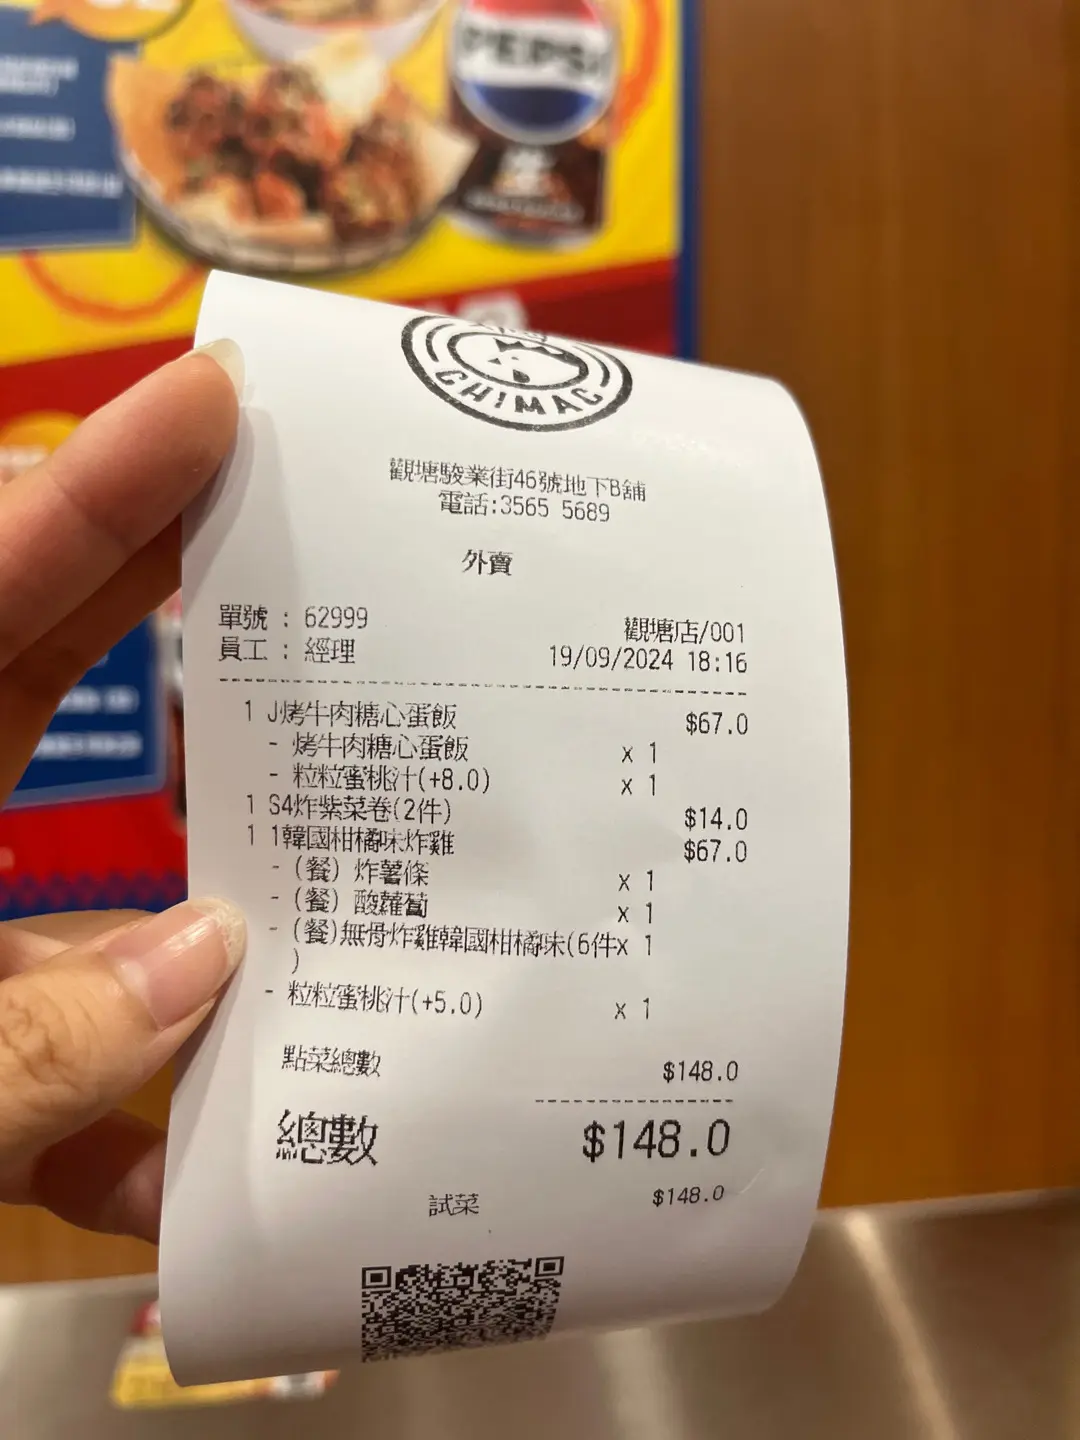 PEPSI
CHIMAC
觀塘駿業街46號地下B舖
電話:3565 5689
外賣
單號 : 62999
觀塘店/001
員工 : 經理
19/09/2024 18:16
1 J烤牛肉糖心蛋飯 $67.0
- 烤牛肉糖心蛋飯 x 1
- 粒粒蜜桃汁(+8.0) x 1
1 S4炸紫菜卷(2件) $14.0
1 1韓國柑橘味炸雞 $67.0
- (餐) 炸薯條 x 1
- (餐) 酸蘿蔔 x 1
- (餐)無骨炸雞韓國柑橘味(6件x 1
)
- 粒粒蜜桃汁(+5.0) x 1
點菜總數 $148.0
總數 $148.0
試菜 $148.0